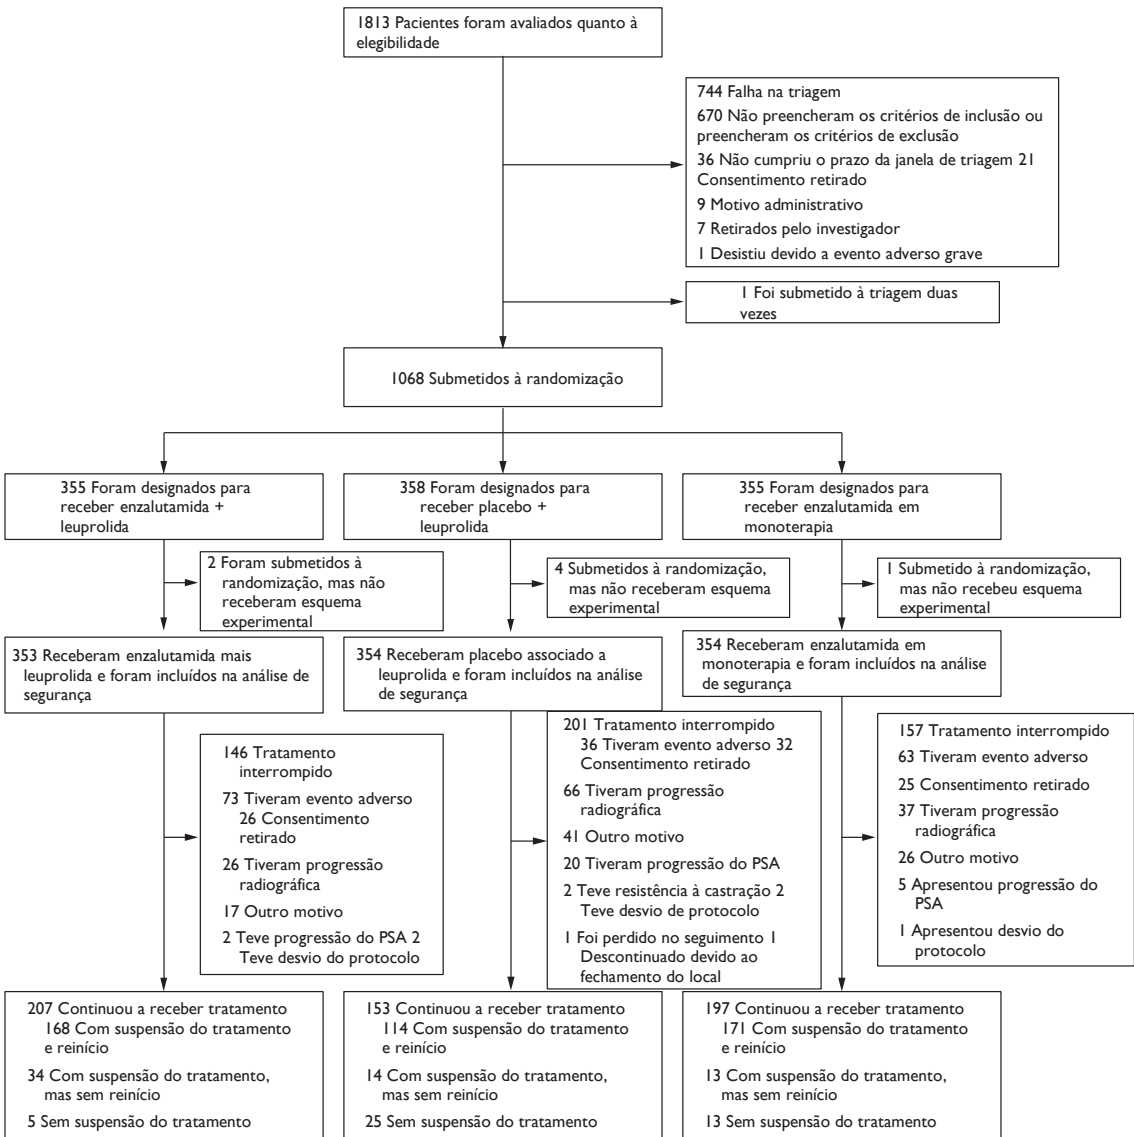 1813 Pacientes foram avaliados quanto à
elegibilidade
744 Falha na triagem
670 Não preencheram os critérios de inclusão ou
preencheram os critérios de exclusão
36 Não cumpriu o prazo da janela de triagem 21
Consentimento retirado
9 Motivo administrativo
7 Retirados pelo investigador
1 Desistiu devido a evento adverso grave
1 Foi submetido à triagem duas
vezes
1068 Submetidos à randomização
355 Foram designados para
receber enzalutamida +
leuprolida
358 Foram designados para
receber placebo +
leuprolida
355 Foram designados para
receber enzalutamida em
monoterapia
2 Foram submetidos à
randomização, mas não
receberam esquema
experimental
4 Submetidos à randomização,
mas não receberam esquema
experimental
1 Submetido à randomização,
mas não recebeu esquema
experimental
353 Receberam enzalutamida mais
leuprolida e foram incluídos na análise de
segurança
354 Receberam placebo associado a
leuprolida e foram incluídos na análise
de segurança
354 Receberam enzalutamida em
monoterapia e foram incluídos na análise
de segurança
146 Tratamento
interrompido
73 Tiveram evento adverso
26 Consentimento
retirado
26 Tiveram progressão
radiográfica
17 Outro motivo
2 Teve progressão do PSA 2
Teve desvio do protocolo
201 Tratamento interrompido
36 Tiveram evento adverso 32
Consentimento retirado
66 Tiveram progressão
radiográfica
41 Outro motivo
20 Tiveram progressão do PSA
2 Teve resistência à castração 2
Teve desvio de protocolo
1 Foi perdido no seguimento 1
Descontinuado devido ao
fechamento do local
157 Tratamento interrompido
63 Tiveram evento adverso
25 Consentimento retirado
37 Tiveram progressão
radiográfica
26 Outro motivo
5 Apresentou progressão do
PSA
1 Apresentou desvio do
protocolo
207 Continuou a receber tratamento
168 Com suspensão do tratamento
e reinício
34 Com suspensão do tratamento,
mas sem reinício
5 Sem suspensão do tratamento
153 Continuou a receber tratamento
114 Com suspensão do tratamento
e reinício
14 Com suspensão do tratamento,
mas sem reinício
25 Sem suspensão do tratamento
197 Continuou a receber tratamento
171 Com suspensão do tratamento
e reinício
13 Com suspensão do tratamento,
mas sem reinício
13 Sem suspensão do tratamento